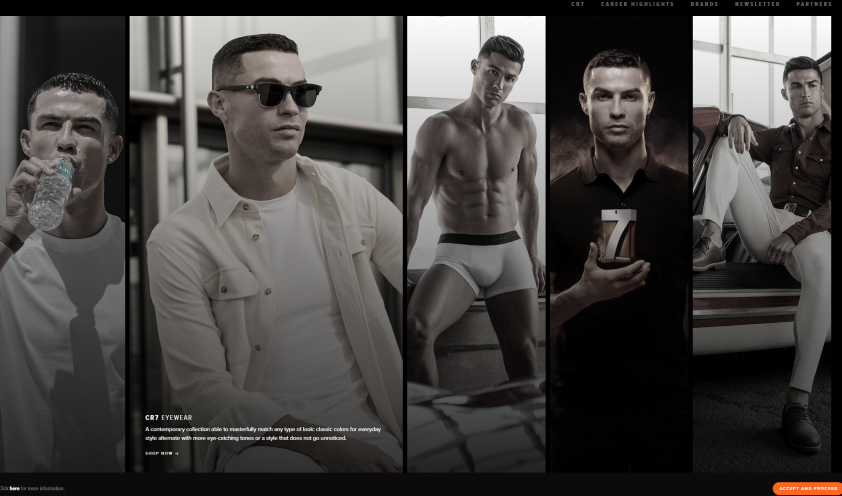 CR7
CAREER HIGHLIGHTS
BRANDS
NEWSLETTER
PARTNERS
7
CR7 EYEWEAR
A contemporary collection able to masterfully match any type of look: classic colors for everyday
style alternate with more eye-catching tones or a style that does not go unnoticed.
SHOP NOW →
Click here for more information.
ACCEPT AND PROCEED